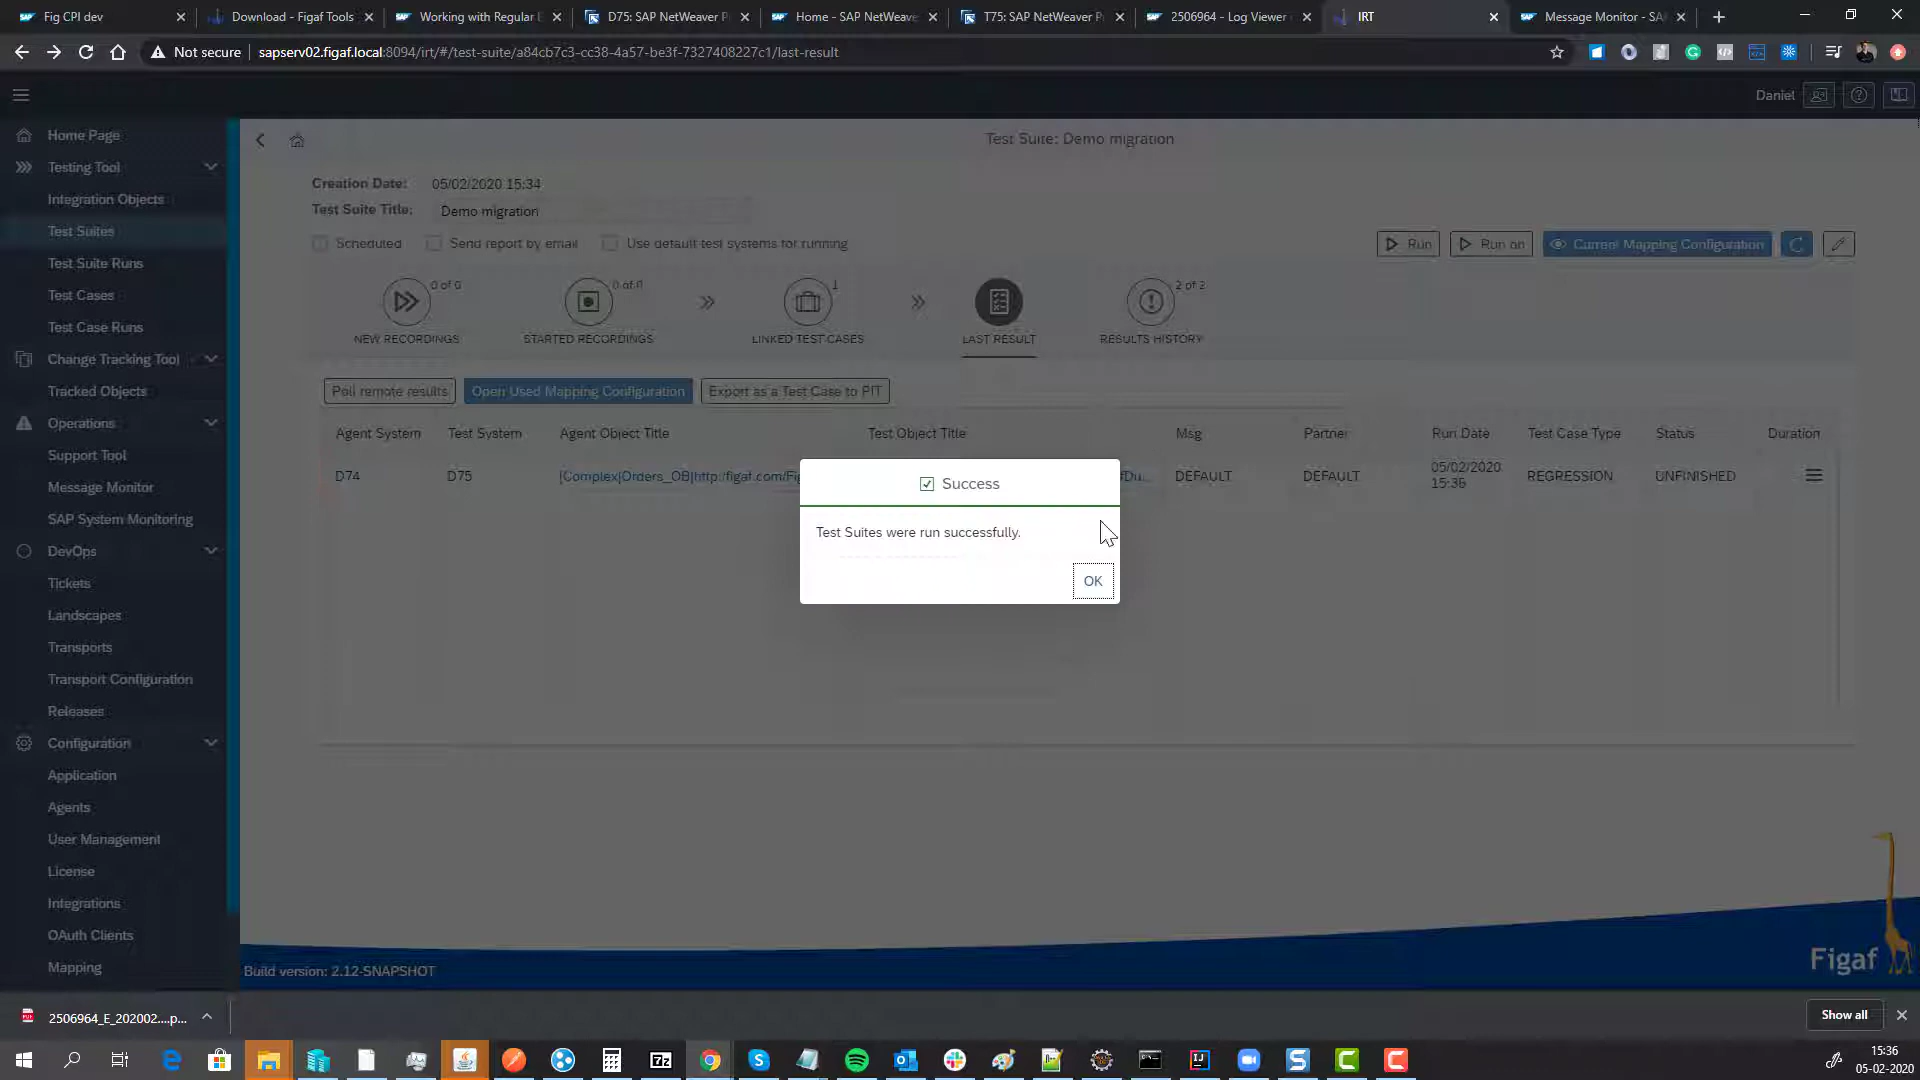 Fig CPI dev
Download - Figaf Tools
Working with Regular E
D75: SAP NetWeaver P
Home - SAP NetWeave
T75: SAP NetWeaver P
2506964 - Log Viewer
IRT
Message Monitor - SA
Not secure
sapserv02.figaf.local:8094/irt/#/test-suite/a84cb7c3-cc38-4a57-be3f-7327408227c1/last-result
Daniel
Home Page
Testing Tool
Integration Objects
Test Suites
Test Suite Runs
Test Cases
Test Case Runs
Change Tracking Tool
Tracked Objects
Operations
Support Tool
Message Monitor
SAP System Monitoring
DevOps
Tickets
Landscapes
Transports
Transport Configuration
Releases
Configuration
Application
Agents
User Management
License
Integrations
OAuth Clients
Mapping
Test Suite: Demo migration
Creation Date: 05/02/2020 15:34
Test Suite Title: Demo migration
Scheduled Send report by email Use default test systems for running
Run Run on Current Mapping Configuration
0 of 0 0 of 0 1 2 of 2
NEW RECORDINGS STARTED RECORDINGS LINKED TEST CASES LAST RESULT RESULTS HISTORY
Poll remote results Open Used Mapping Configuration Export as a Test Case to PIT
Agent System Test System Agent Object Title Test Object Title Msg Partner Run Date Test Case Type Status Duration
D74 D75 |Complex|Orders_OB|http:/figaf.com/Fig Du... DEFAULT DEFAULT 05/02/2020 15:36 REGRESSION UNFINISHED
Success
Test Suites were run successfully.
OK
Build version: 2.12-SNAPSHOT
Figaf
2506964_E_202002....p...
Show all
15:36
05-02-2020